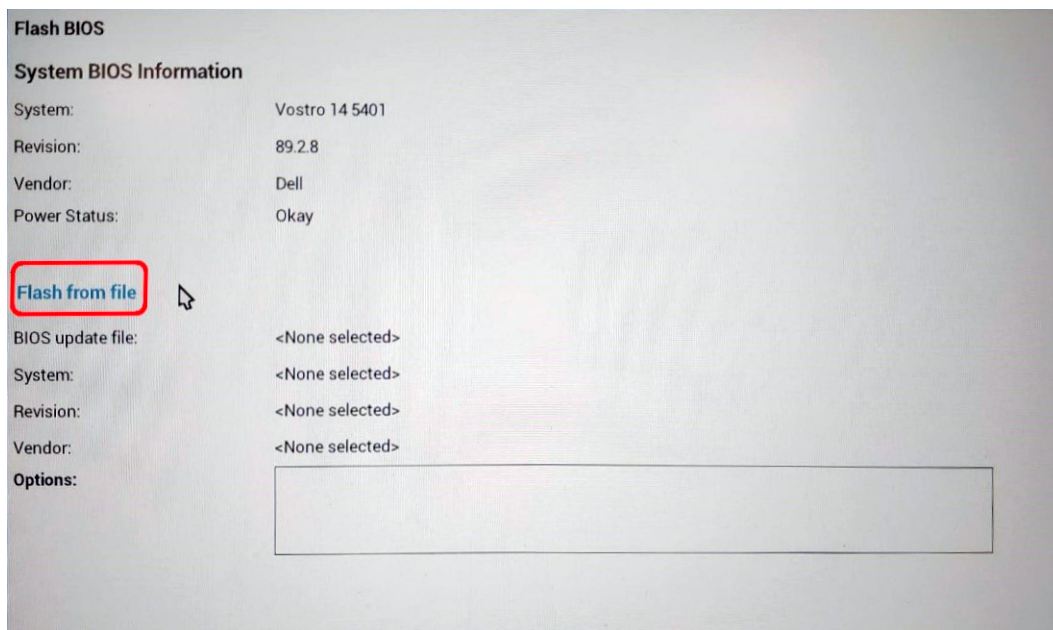 Flash BIOS
System BIOS Information
System: Vostro 14 5401
Revision: 89.2.8
Vendor: Dell
Power Status: Okay
Flash from file
BIOS update file: <None selected>
System: <None selected>
Revision: <None selected>
Vendor: <None selected>
Options: